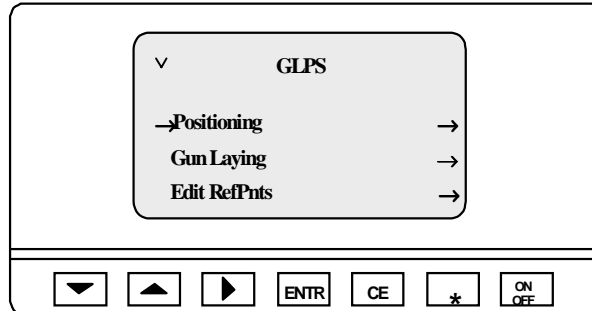 GLPS
→Positioning →
Gun Laying →
Edit RefPnts →
ENTR CE * ON OFF